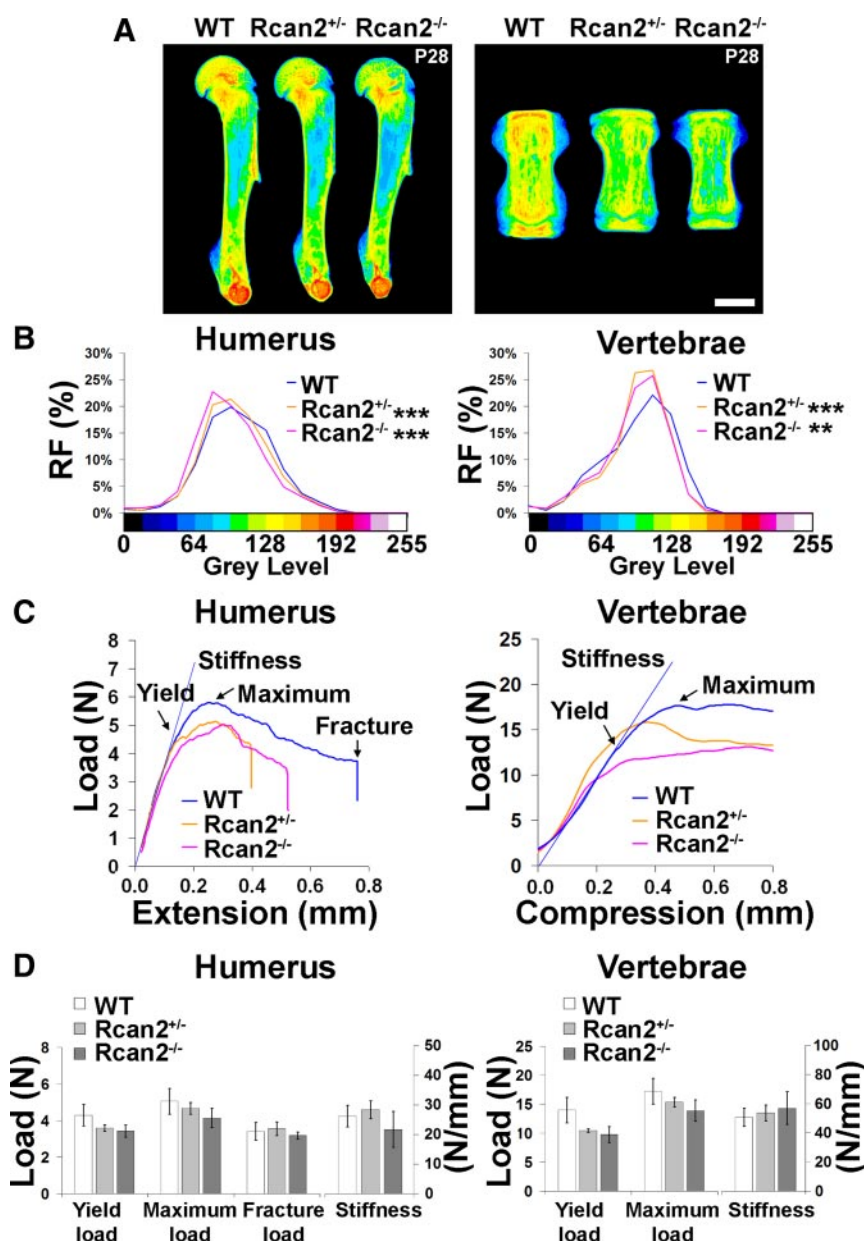 A
WT Rcan2+/- Rcan2-/-
P28
WT Rcan2+/- Rcan2-/-
P28
B
Humerus
RF (%)
30%
25%
20%
15%
10%
5%
0%
WT
Rcan2+/- ***
Rcan2-/- ***
0 64 128 192 255
Grey Level
Vertebrae
RF (%)
30%
25%
20%
15%
10%
5%
0%
WT
Rcan2+/- ***
Rcan2-/- **
0 64 128 192 255
Grey Level
C
Humerus
Load (N)
8
7
6
5
4
3
2
1
0
Stiffness
Yield
Maximum
Fracture
WT
Rcan2+/-
Rcan2-/-
0.0 0.2 0.4 0.6 0.8
Extension (mm)
Vertebrae
Load (N)
25
20
15
10
5
0
Stiffness
Maximum
Yield
WT
Rcan2+/-
Rcan2-/-
0.0 0.2 0.4 0.6 0.8
Compression (mm)
D
Humerus
WT
Rcan2+/-
Rcan2-/-
Load (N)
8
6
4
2
0
50
40
30
20
10
0
(N/mm)
Yield load
Maximum load
Fracture load
Stiffness
Vertebrae
WT
Rcan2+/-
Rcan2-/-
Load (N)
25
20
15
10
5
0
100
80
60
40
20
0
(N/mm)
Yield load
Maximum load
Stiffness